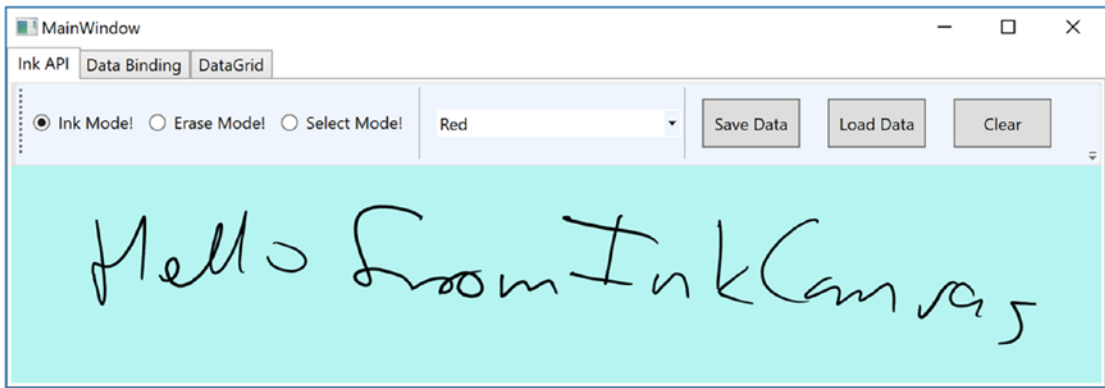 MainWindow
Ink API Data Binding DataGrid
Ink Mode! Erase Mode! Select Mode! Red Save Data Load Data Clear
Hello From InkCanvas